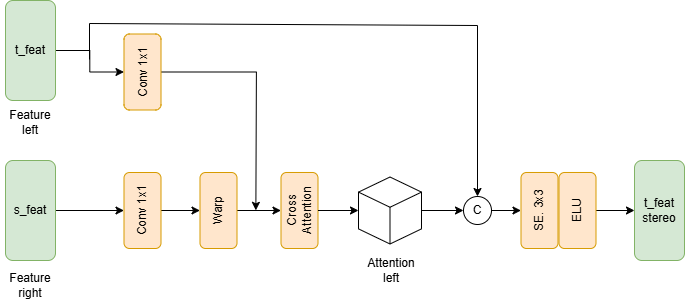 t_feat
Conv 1x1
Feature
left
s_feat
Conv 1x1
Warp
Cross
Attention
C
SE. 3x3
ELU
t_feat
stereo
Attention
left
Feature
right